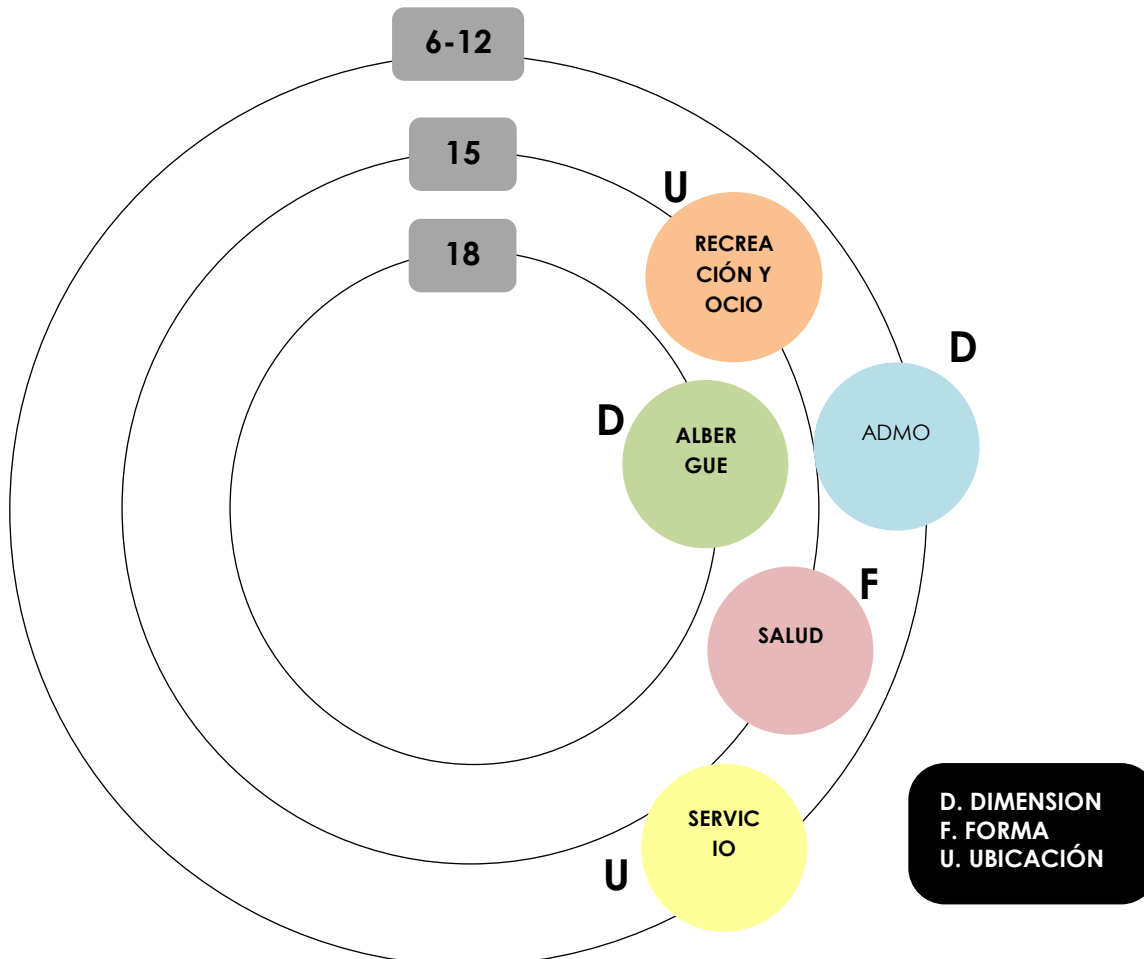 6-12
15
U
RECREA
CIÓN Y
OCIO
18
D
D
ALBER
GUE
ADMO
F
SALUD
SERVIC
IO
U
D. DIMENSION
F. FORMA
U. UBICACIÓN